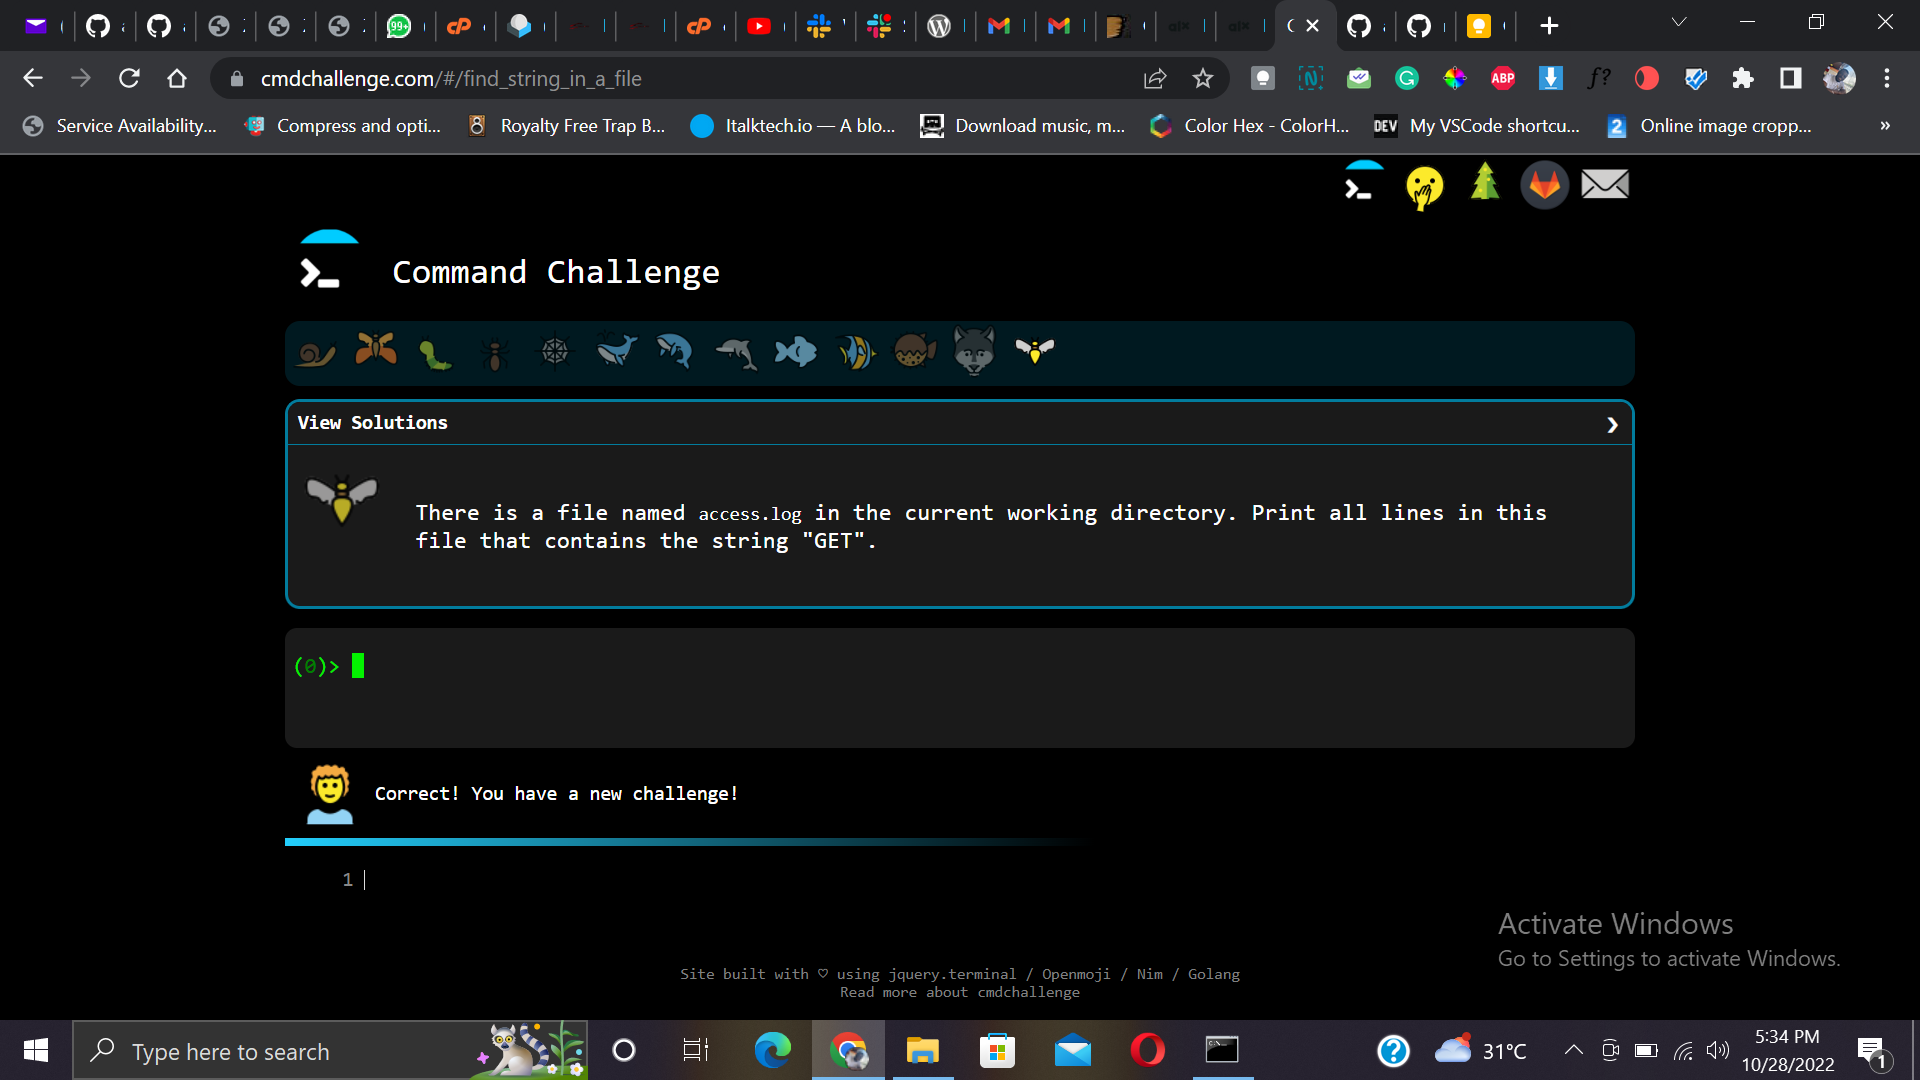 99+
cmdchallenge.com/#/find_string_in_a_file
ABP
f?
Service Availability...
Compress and opti...
Royalty Free Trap B...
Italktech.io — A blo...
Download music, m...
Color Hex - ColorH...
DEV
My VSCode shortcu...
2
Online image cropp...
»
Command Challenge
View Solutions
There is a file named access.log in the current working directory. Print all lines in this
file that contains the string "GET".
(0)>
Correct! You have a new challenge!
1
Activate Windows
Go to Settings to activate Windows.
Site built with ♡ using jquery.terminal / Openmoji / Nim / Golang
Read more about cmdchallenge
Type here to search
31°C
5:34 PM
10/28/2022
1